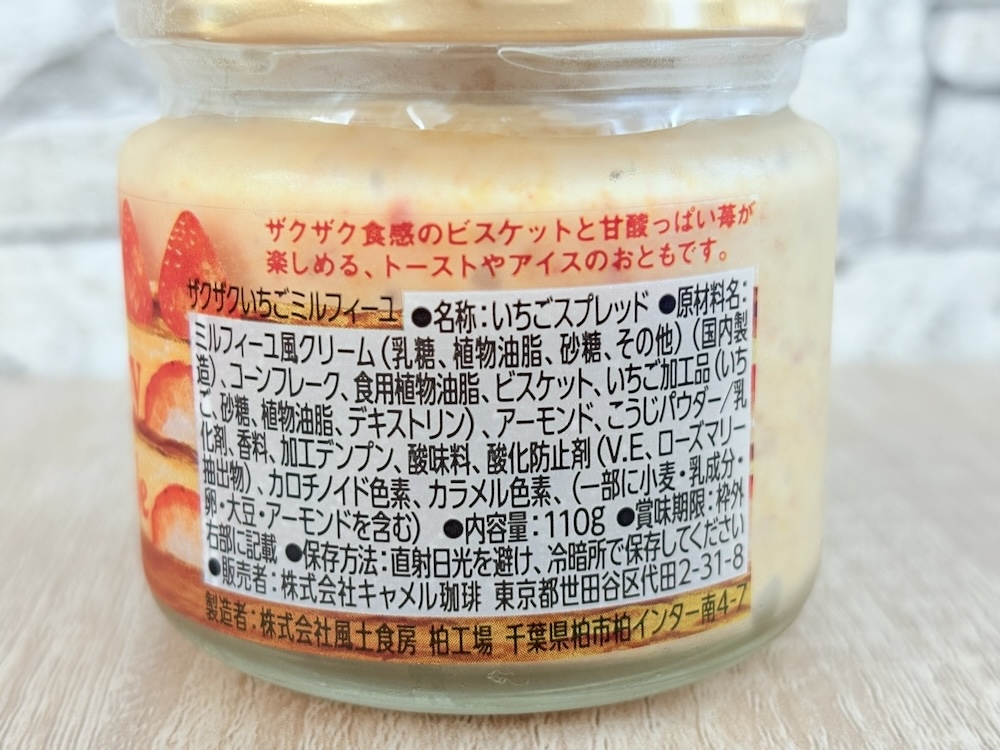 ザクザク食感のビスケットと甘酸っぱい苺が
楽しめる、トーストやアイスのおともです。
ザクザクいちごミルフィーユ ●名称：いちごスプレッド ●原材料名：
ミルフィーユ風クリーム（乳糖、植物油脂、砂糖、その他）（国内製
造）、コーンフレーク、食用植物油脂、ビスケット、いちご加工品（いち
ご、砂糖、植物油脂、デキストリン）、アーモンド、こうじパウダー／乳
化剤、香料、加工デンプン、酸味料、酸化防止剤（V.E、ローズマリー
抽出物）、カロチノイド色素、カラメル色素、（一部に小麦・乳成分・
卵・大豆・アーモンドを含む） ●内容量：110g ●賞味期限：枠外
右部に記載 ●保存方法：直射日光を避け、冷暗所で保存してください
●販売者：株式会社キャメル珈琲 東京都世田谷区代田2-31-8
製造者：株式会社風土食房 柏工場 千葉県柏市柏インター南4-7